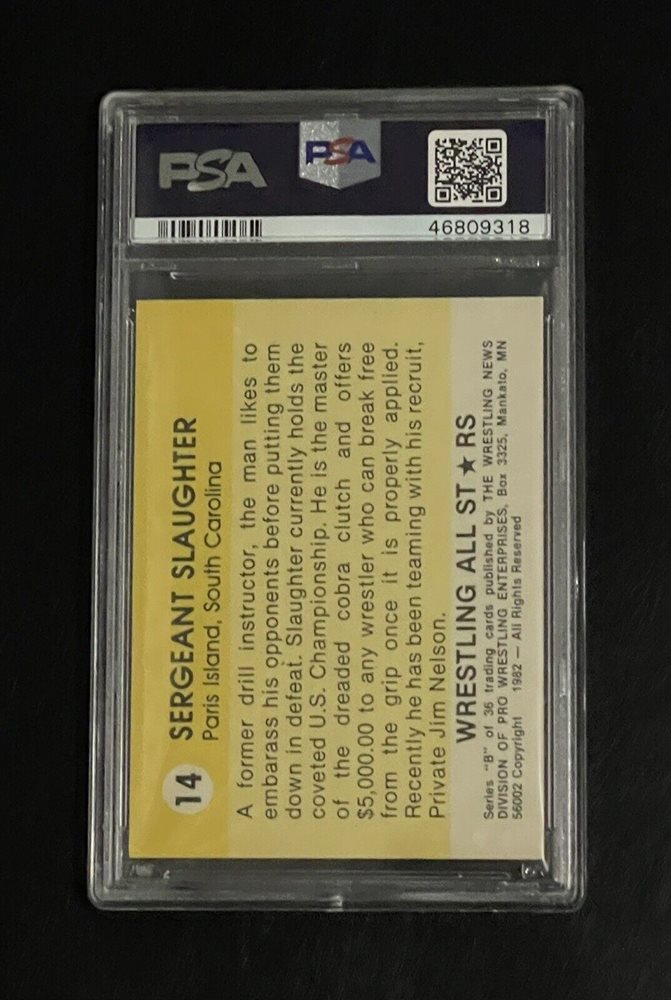 PSA
PSA
46809318
14
SERGEANT SLAUGHTER
Paris Island, South Carolina
A former drill instructor, the man likes to
embarass his opponents before putting them
down in defeat. Slaughter currently holds the
coveted U.S. Championship. He is the master
of the dreaded cobra clutch and offers
$5,000.00 to any wrestler who can break free
from the grip once it is properly applied.
Recently he has been teaming with his recruit,
Private Jim Nelson.
WRESTLING ALL ST★RS
Series "B" of 36 trading cards published by THE WRESTLING NEWS
DIVISION OF PRO WRESTLING ENTERPRISES, Box 3325, Mankato, MN
56002 Copyright 1982 — All Rights Reserved